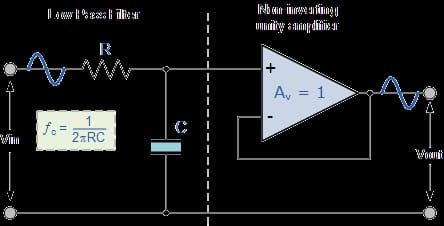 Low Pass Filter
Non-inverting
unity amplifier
R
+
Av = 1
-
fc = 1
2πRC
C
Vin
Vout